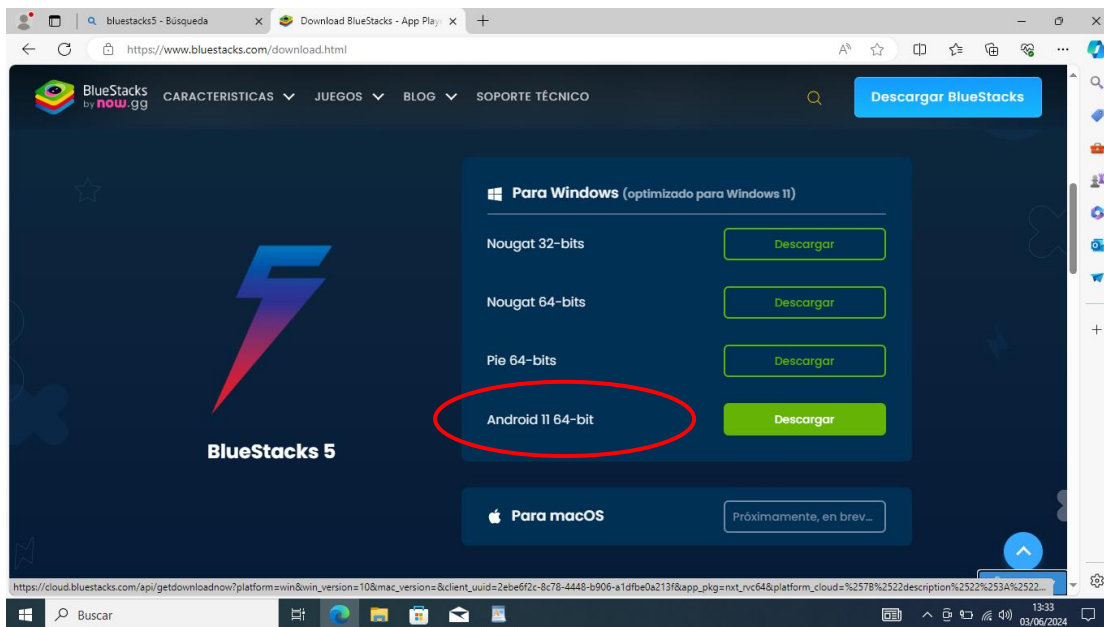 bluestacks5 - Búsqueda
Download BlueStacks - App Play
https://www.bluestacks.com/download.html
BlueStacks
by now.gg
CARACTERISTICAS
JUEGOS
BLOG
SOPORTE TÉCNICO
Descargar BlueStacks
Para Windows (optimizado para Windows 11)
Nougat 32-bits
Descargar
Nougat 64-bits
Descargar
Pie 64-bits
Descargar
Android 11 64-bit
Descargar
BlueStacks 5
Para macOS
Próximamente, en brev...
https://cloud.bluestacks.com/api/getdownloadnow?platform=win&win_version=10&mac_version=&client_uuid=2ebe6f2c-8c78-4448-b906-a1dfbe0a213f&app_pkg=nxt_rvc64&platform_cloud=%257B%2522description%2522%253A%2522...
Buscar
13:33
03/06/2024